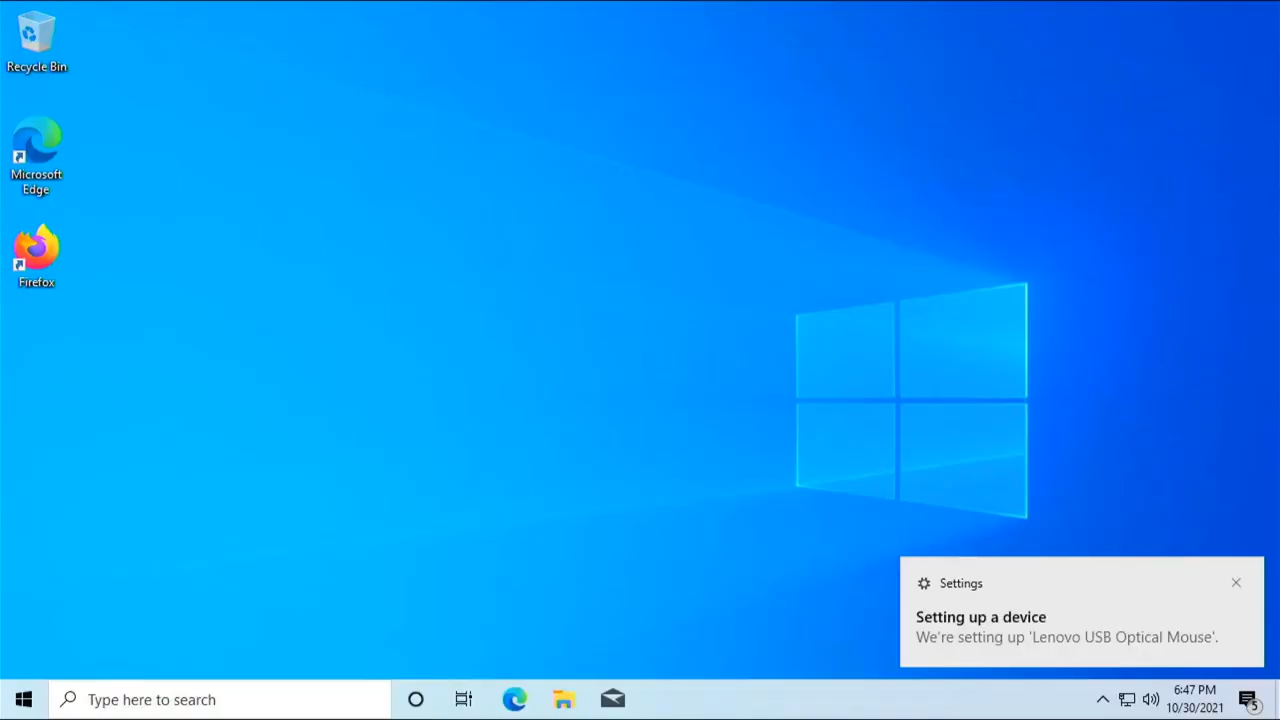 Recycle Bin
Microsoft
Edge
Firefox
Settings
Setting up a device
We're setting up 'Lenovo USB Optical Mouse'.
Type here to search
6:47 PM
10/30/2021
5